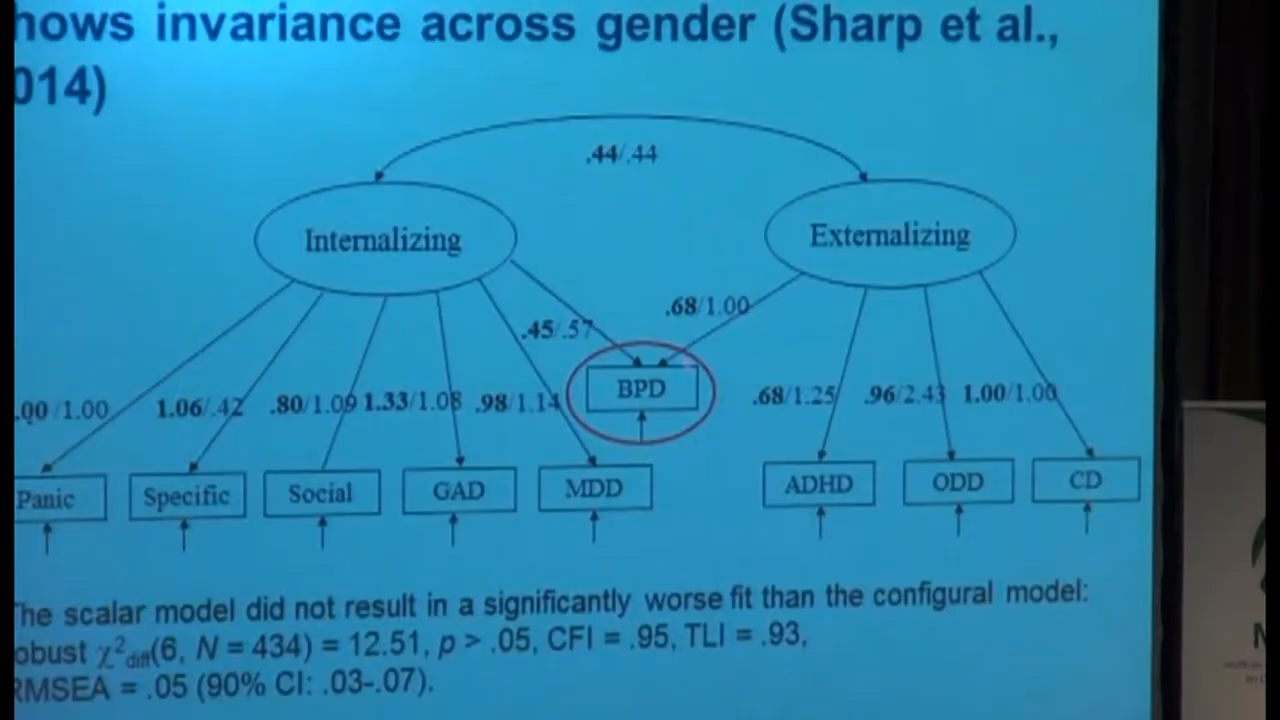 hows invariance across gender (Sharp et al.,
014)
.44/.44
Internalizing
Externalizing
.68/1.00
.45/.57
BPD
.00/1.00 1.06/.42 .80/1.09 1.33/1.08 .98/1.14 .68/1.25 .96/2.43 1.00/1.00
Panic Specific Social GAD MDD ADHD ODD CD
The scalar model did not result in a significantly worse fit than the configural model:
obust χ²diff(6, N = 434) = 12.51, p > .05, CFI = .95, TLI = .93,
RMSEA = .05 (90% CI: .03-.07).